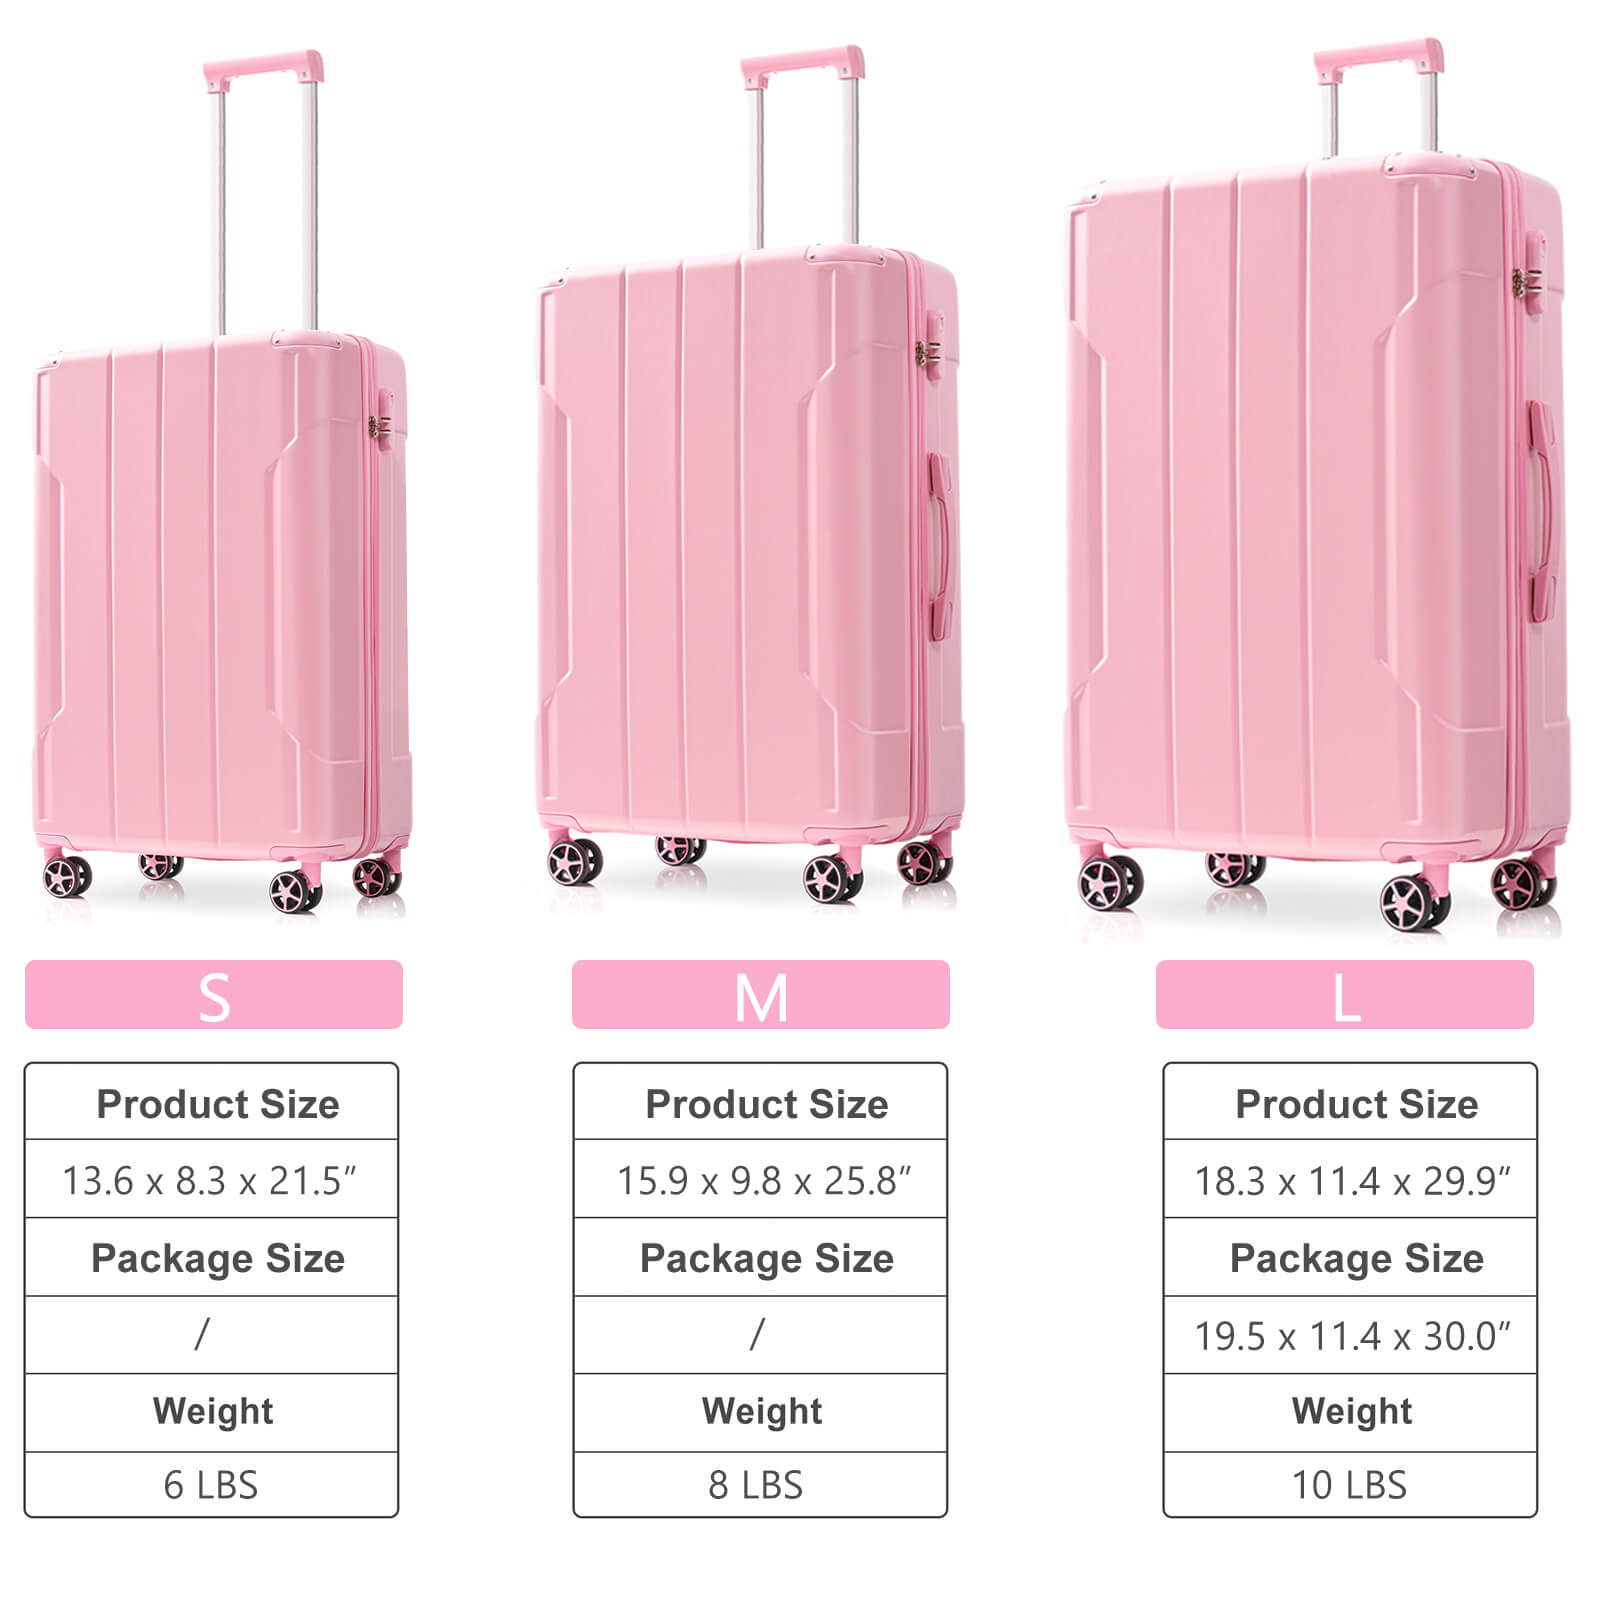 S
Product Size
13.6 x 8.3 x 21.5”
Package Size
/
Weight
6 LBS
M
Product Size
15.9 x 9.8 x 25.8”
Package Size
/
Weight
8 LBS
L
Product Size
18.3 x 11.4 x 29.9”
Package Size
19.5 x 11.4 x 30.0”
Weight
10 LBS